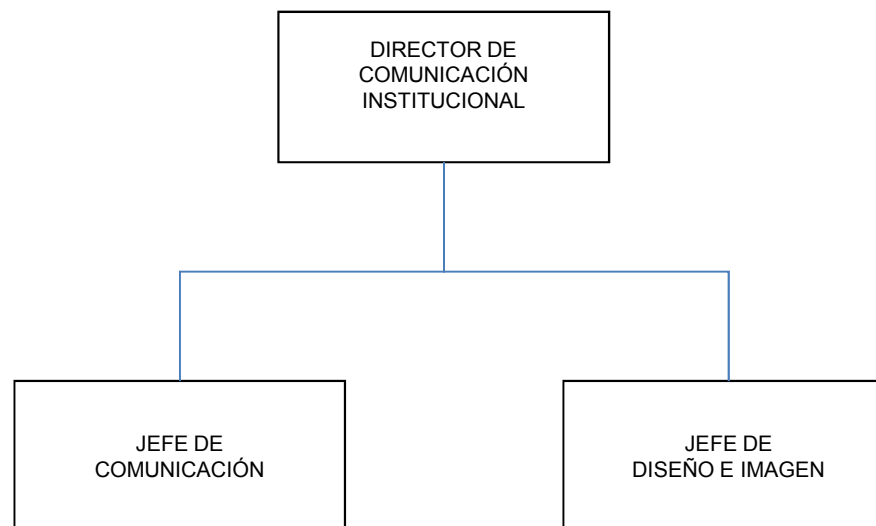 DIRECTOR DE
COMUNICACIÓN
INSTITUCIONAL
JEFE DE
COMUNICACIÓN
JEFE DE
DISEÑO E IMAGEN